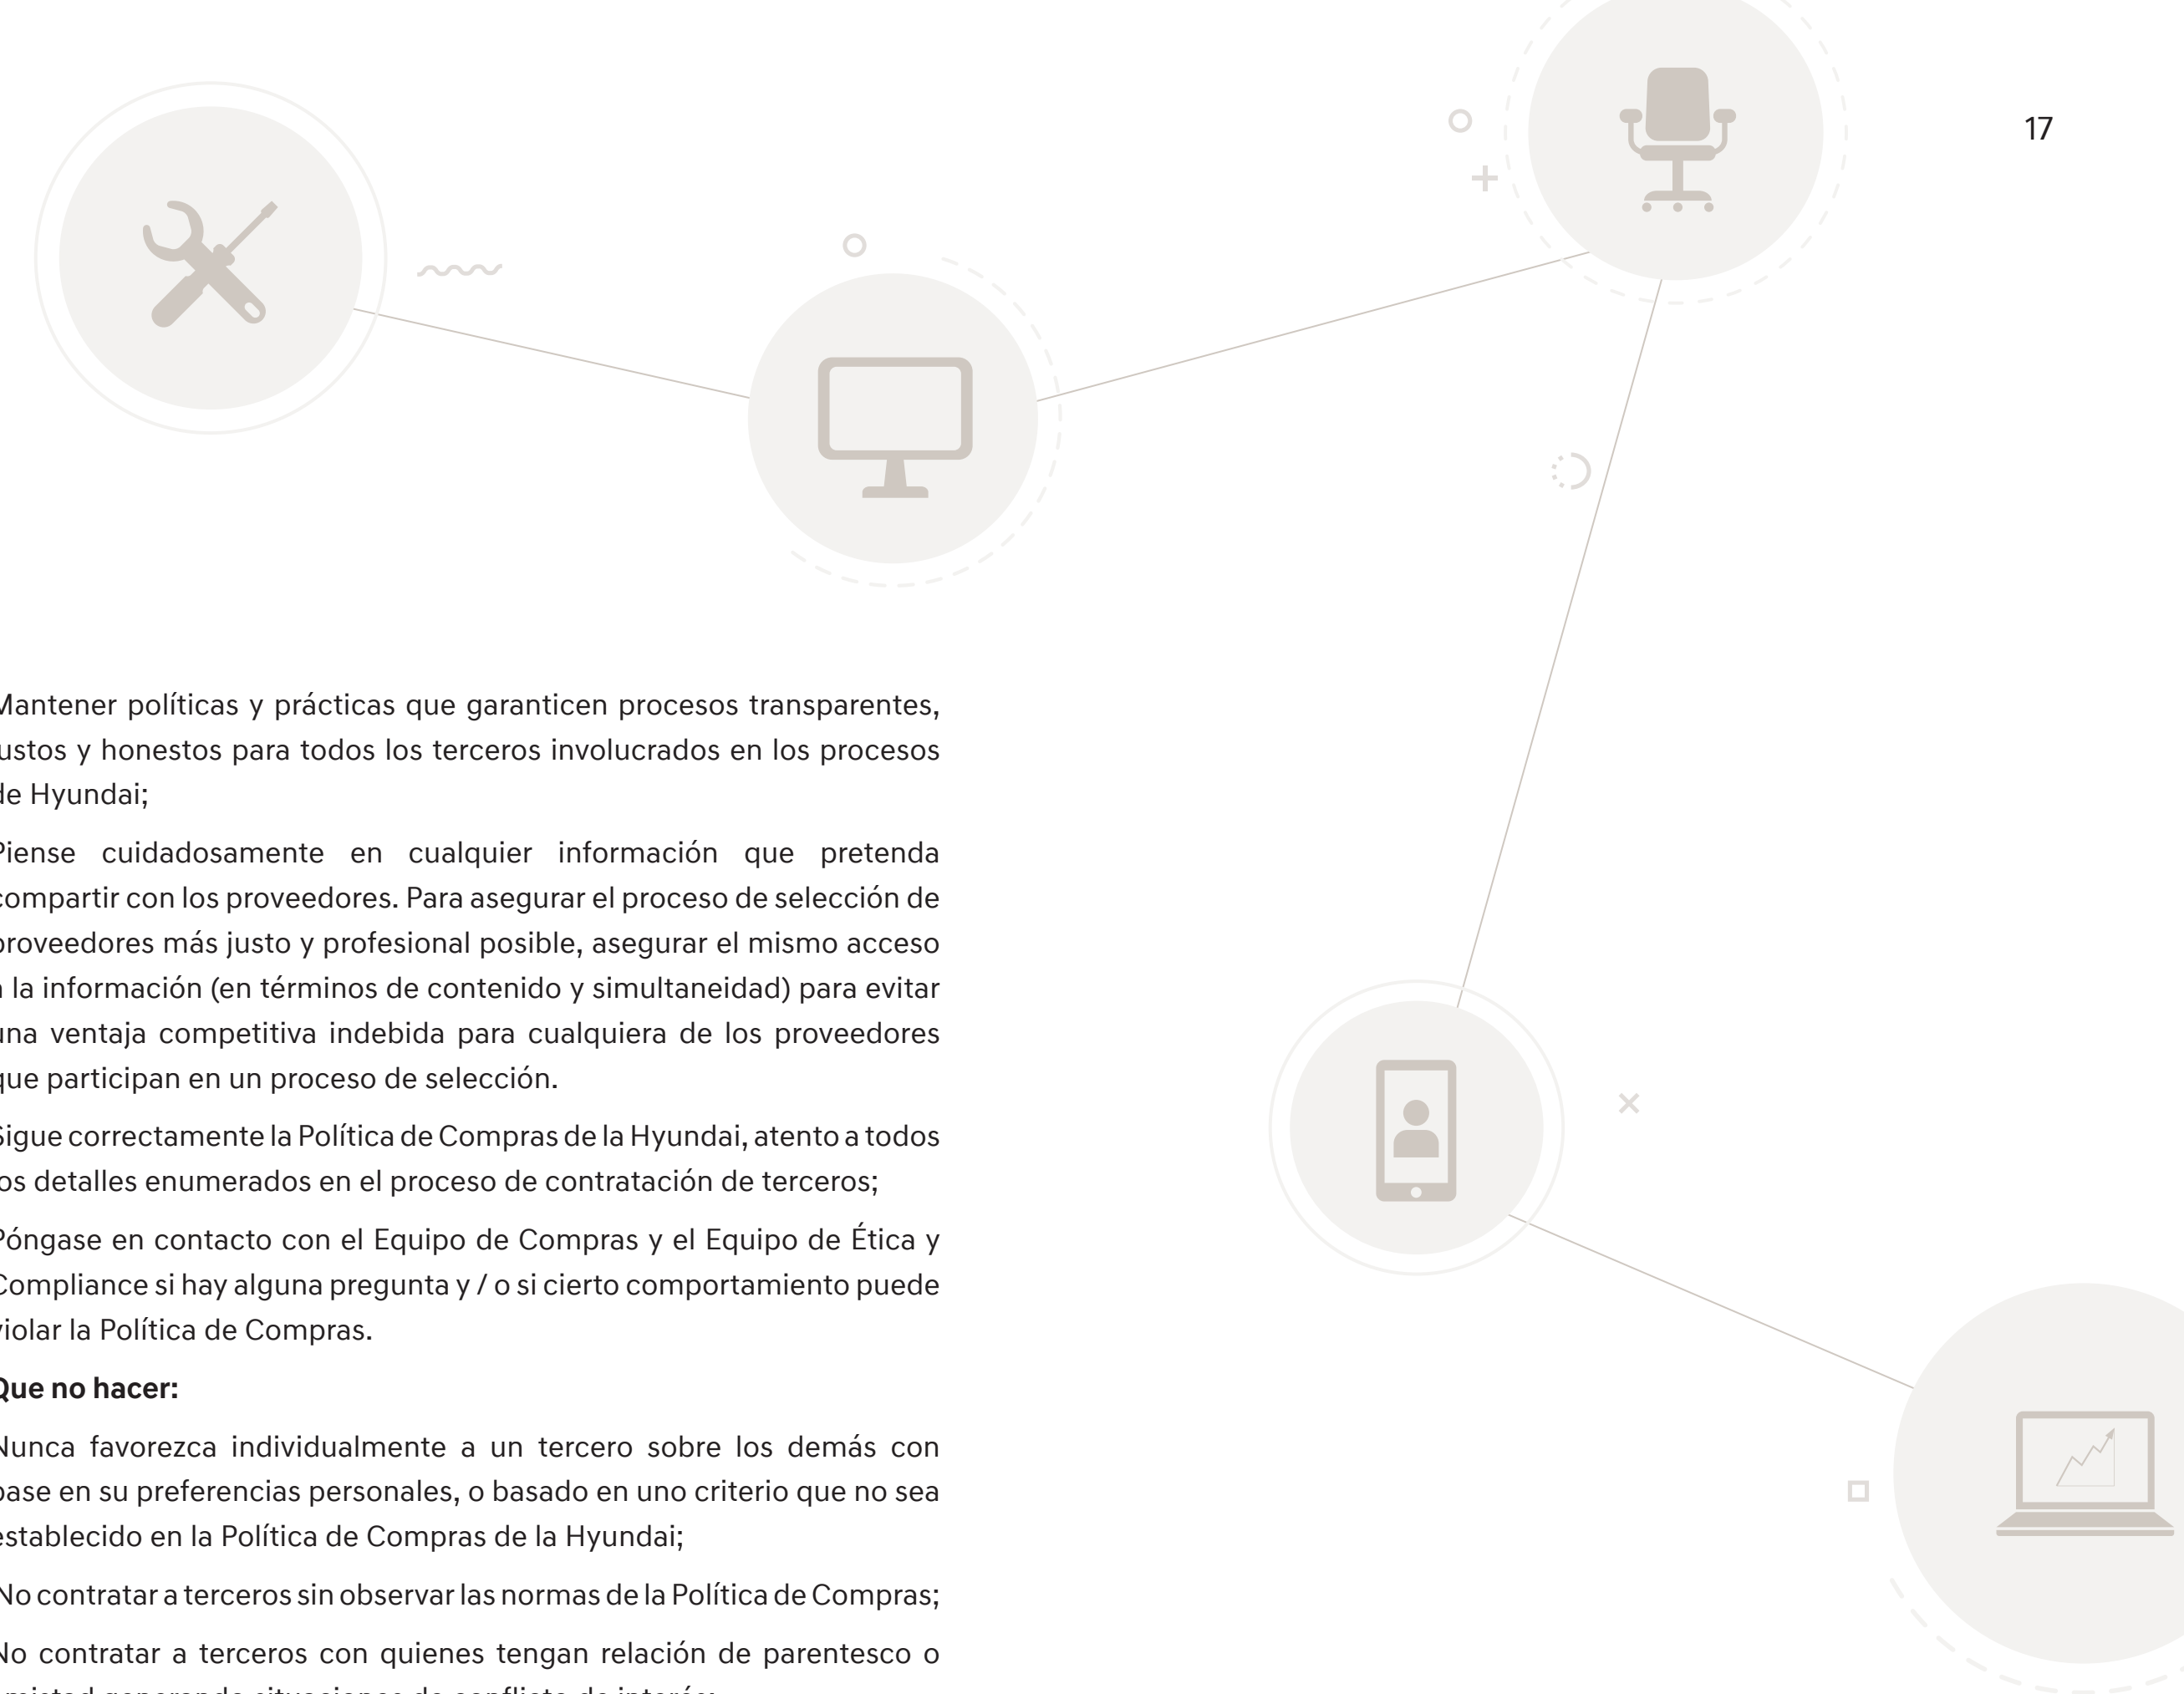 17
Mantener políticas y prácticas que garanticen procesos transparentes,
justos y honestos para todos los terceros involucrados en los procesos
de Hyundai;
Piense cuidadosamente en cualquier información que pretenda
compartir con los proveedores. Para asegurar el proceso de selección de
proveedores más justo y profesional posible, asegurar el mismo acceso
a la información (en términos de contenido y simultaneidad) para evitar
una ventaja competitiva indebida para cualquiera de los proveedores
que participan en un proceso de selección.
Sigue correctamente la Política de Compras de la Hyundai, atento a todos
los detalles enumerados en el proceso de contratación de terceros;
Póngase en contacto con el Equipo de Compras y el Equipo de Ética y
Compliance si hay alguna pregunta y / o si cierto comportamiento puede
violar la Política de Compras.
Que no hacer:
Nunca favorezca individualmente a un tercero sobre los demás con
base en su preferencias personales, o basado en uno criterio que no sea
establecido en la Política de Compras de la Hyundai;
No contratar a terceros sin observar las normas de la Política de Compras;
No contratar a terceros con quienes tengan relación de parentesco o
amistad generando situaciones de conflicto de interés;